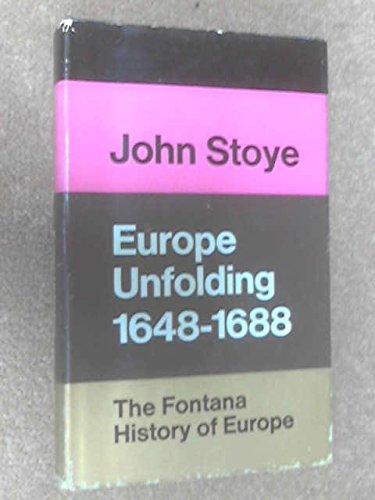 John Stoye
Europe
Unfolding
1648-1688
The Fontana
History of Europe